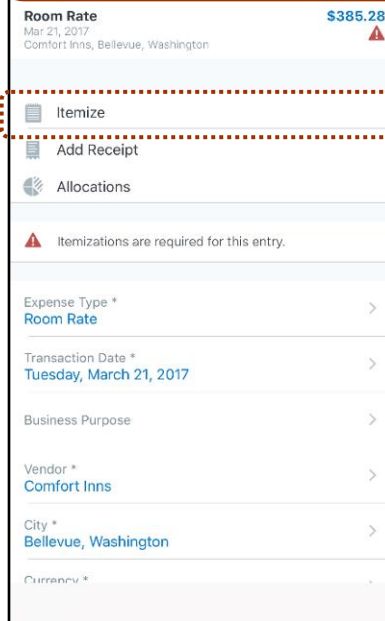 Room Rate $385.28
Mar 21, 2017
Comfort Inns, Bellevue, Washington
Itemize
Add Receipt
Allocations
Itemizations are required for this entry.
Expense Type *
Room Rate
Transaction Date *
Tuesday, March 21, 2017
Business Purpose
Vendor *
Comfort Inns
City *
Bellevue, Washington
Currency *